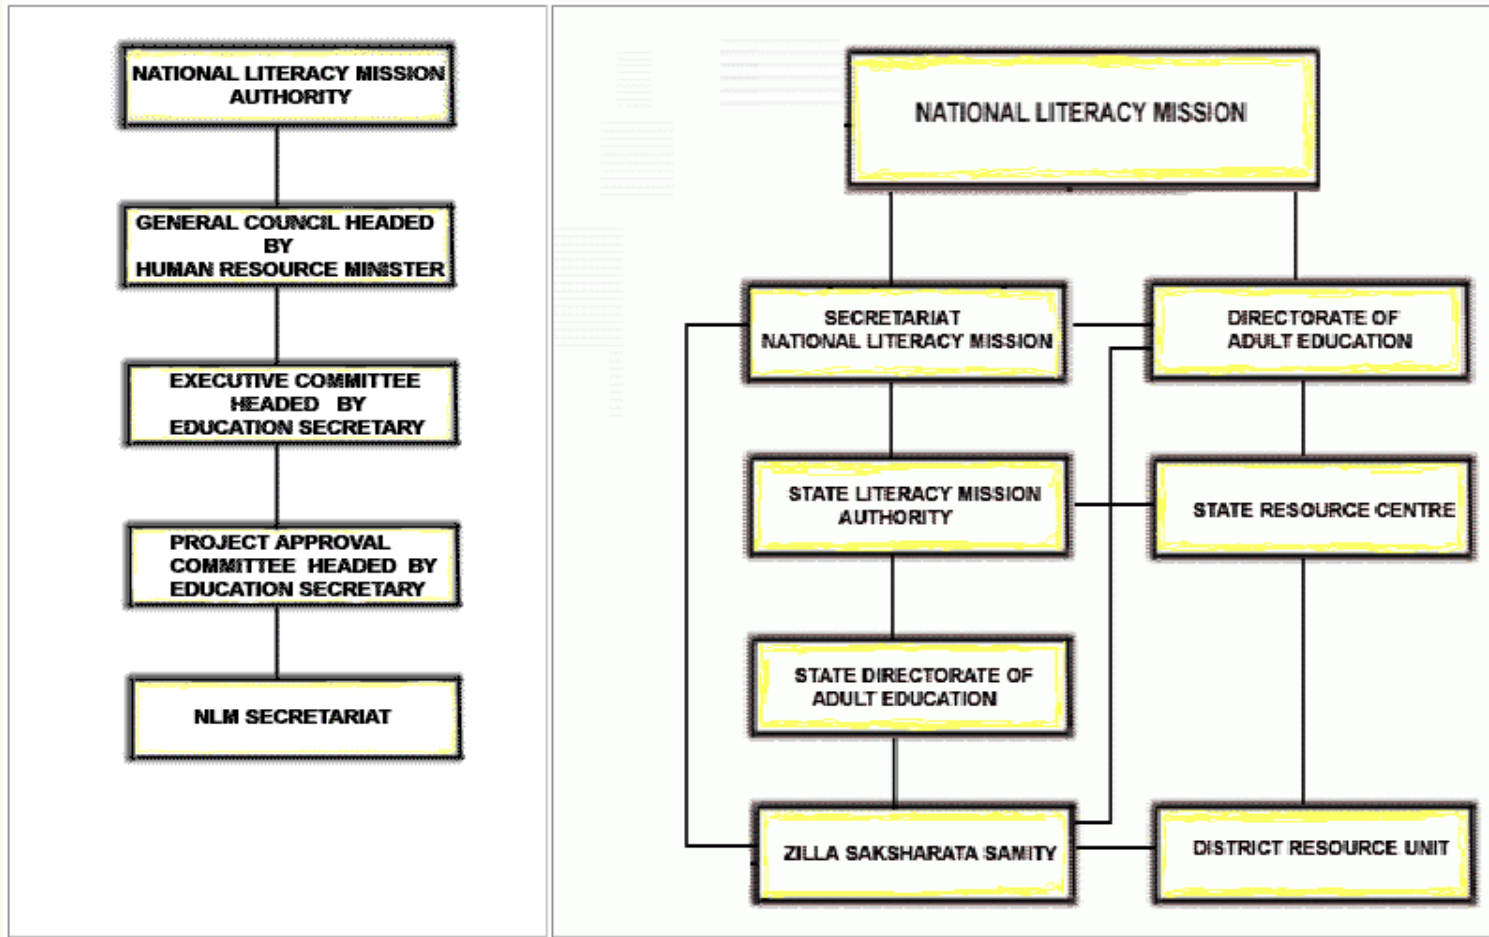 NATIONAL LITERACY MISSION
AUTHORITY
GENERAL COUNCIL HEADED
BY
HUMAN RESOURCE MINISTER
EXECUTIVE COMMITTEE
HEADED BY
EDUCATION SECRETARY
PROJECT APPROVAL
COMMITTEE HEADED BY
EDUCATION SECRETARY
NLM SECRETARIAT
NATIONAL LITERACY MISSION
SECRETARIAT
NATIONAL LITERACY MISSION
DIRECTORATE OF
ADULT EDUCATION
STATE LITERACY MISSION
AUTHORITY
STATE RESOURCE CENTRE
STATE DIRECTORATE OF
ADULT EDUCATION
ZILLA SAKSHARATA SAMITY
DISTRICT RESOURCE UNIT